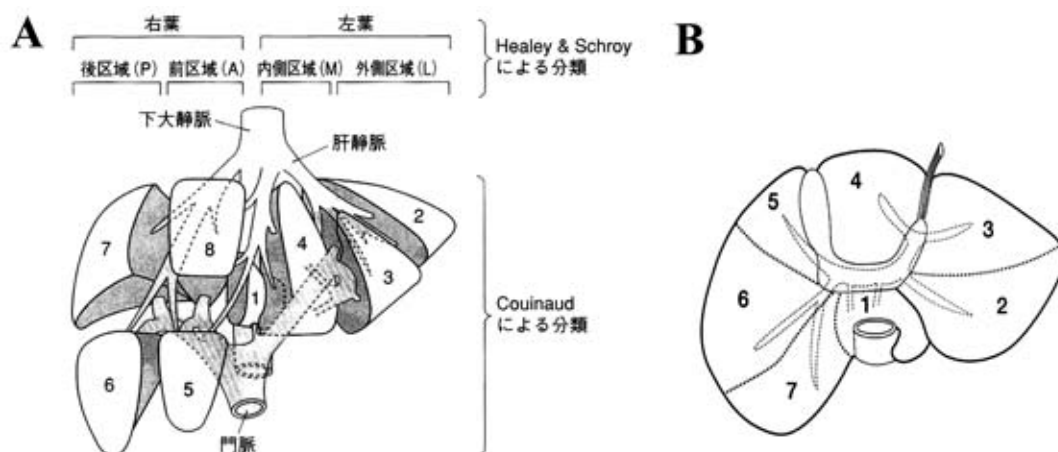 A
右葉
左葉
後区域(P)
前区域(A)
内側区域(M)
外側区域(L)
Healey & Schroy
による分類
下大静脈
肝静脈
7
8
4
2
3
1
6
5
門脈
Couinaud
による分類
B
4
5
3
6
1
2
7